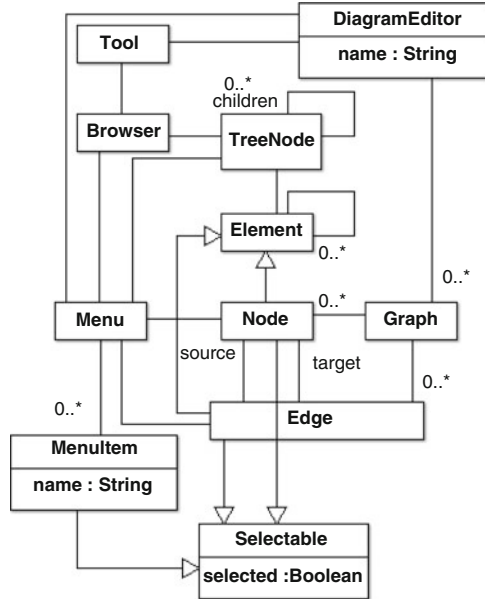 DiagramEditor
name : String
Tool
0..*
children
Browser
TreeNode
Element
0..*
0..*
0..*
Menu
Node
Graph
source
target
0..*
0..*
Edge
MenuItem
name : String
Selectable
selected :Boolean